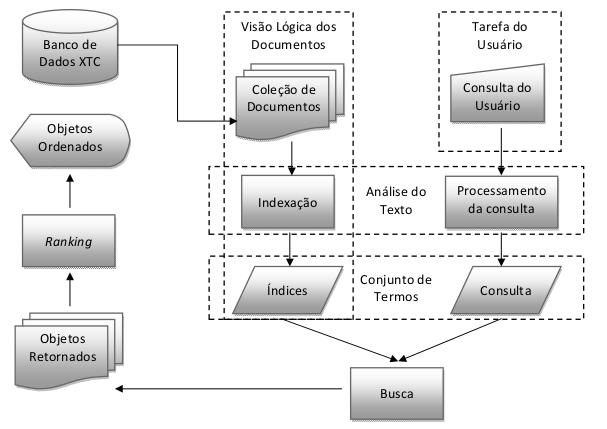 Banco de
Dados XTC
Visão Lógica dos
Documentos
Tarefa do
Usuário
Coleção de
Documentos
Consulta do
Usuário
Objetos
Ordenados
Indexação
Análise do
Texto
Processamento
da consulta
Ranking
Índices
Conjunto de
Termos
Consulta
Objetos
Retornados
Busca